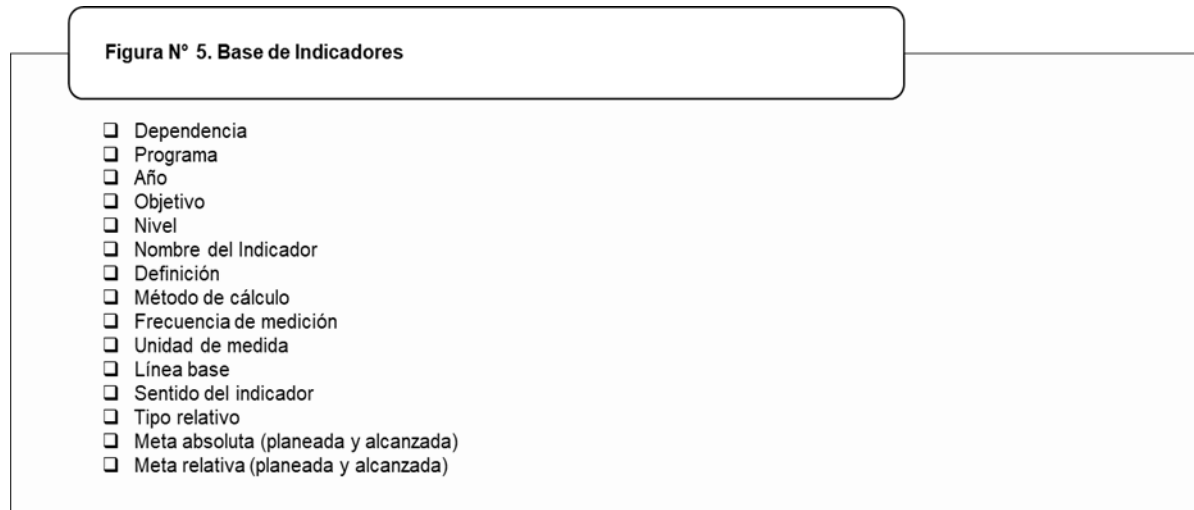 Figura N° 5. Base de Indicadores
Dependencia
Programa
Año
Objetivo
Nivel
Nombre del Indicador
Definición
Método de cálculo
Frecuencia de medición
Unidad de medida
Línea base
Sentido del indicador
Tipo relativo
Meta absoluta (planeada y alcanzada)
Meta relativa (planeada y alcanzada)